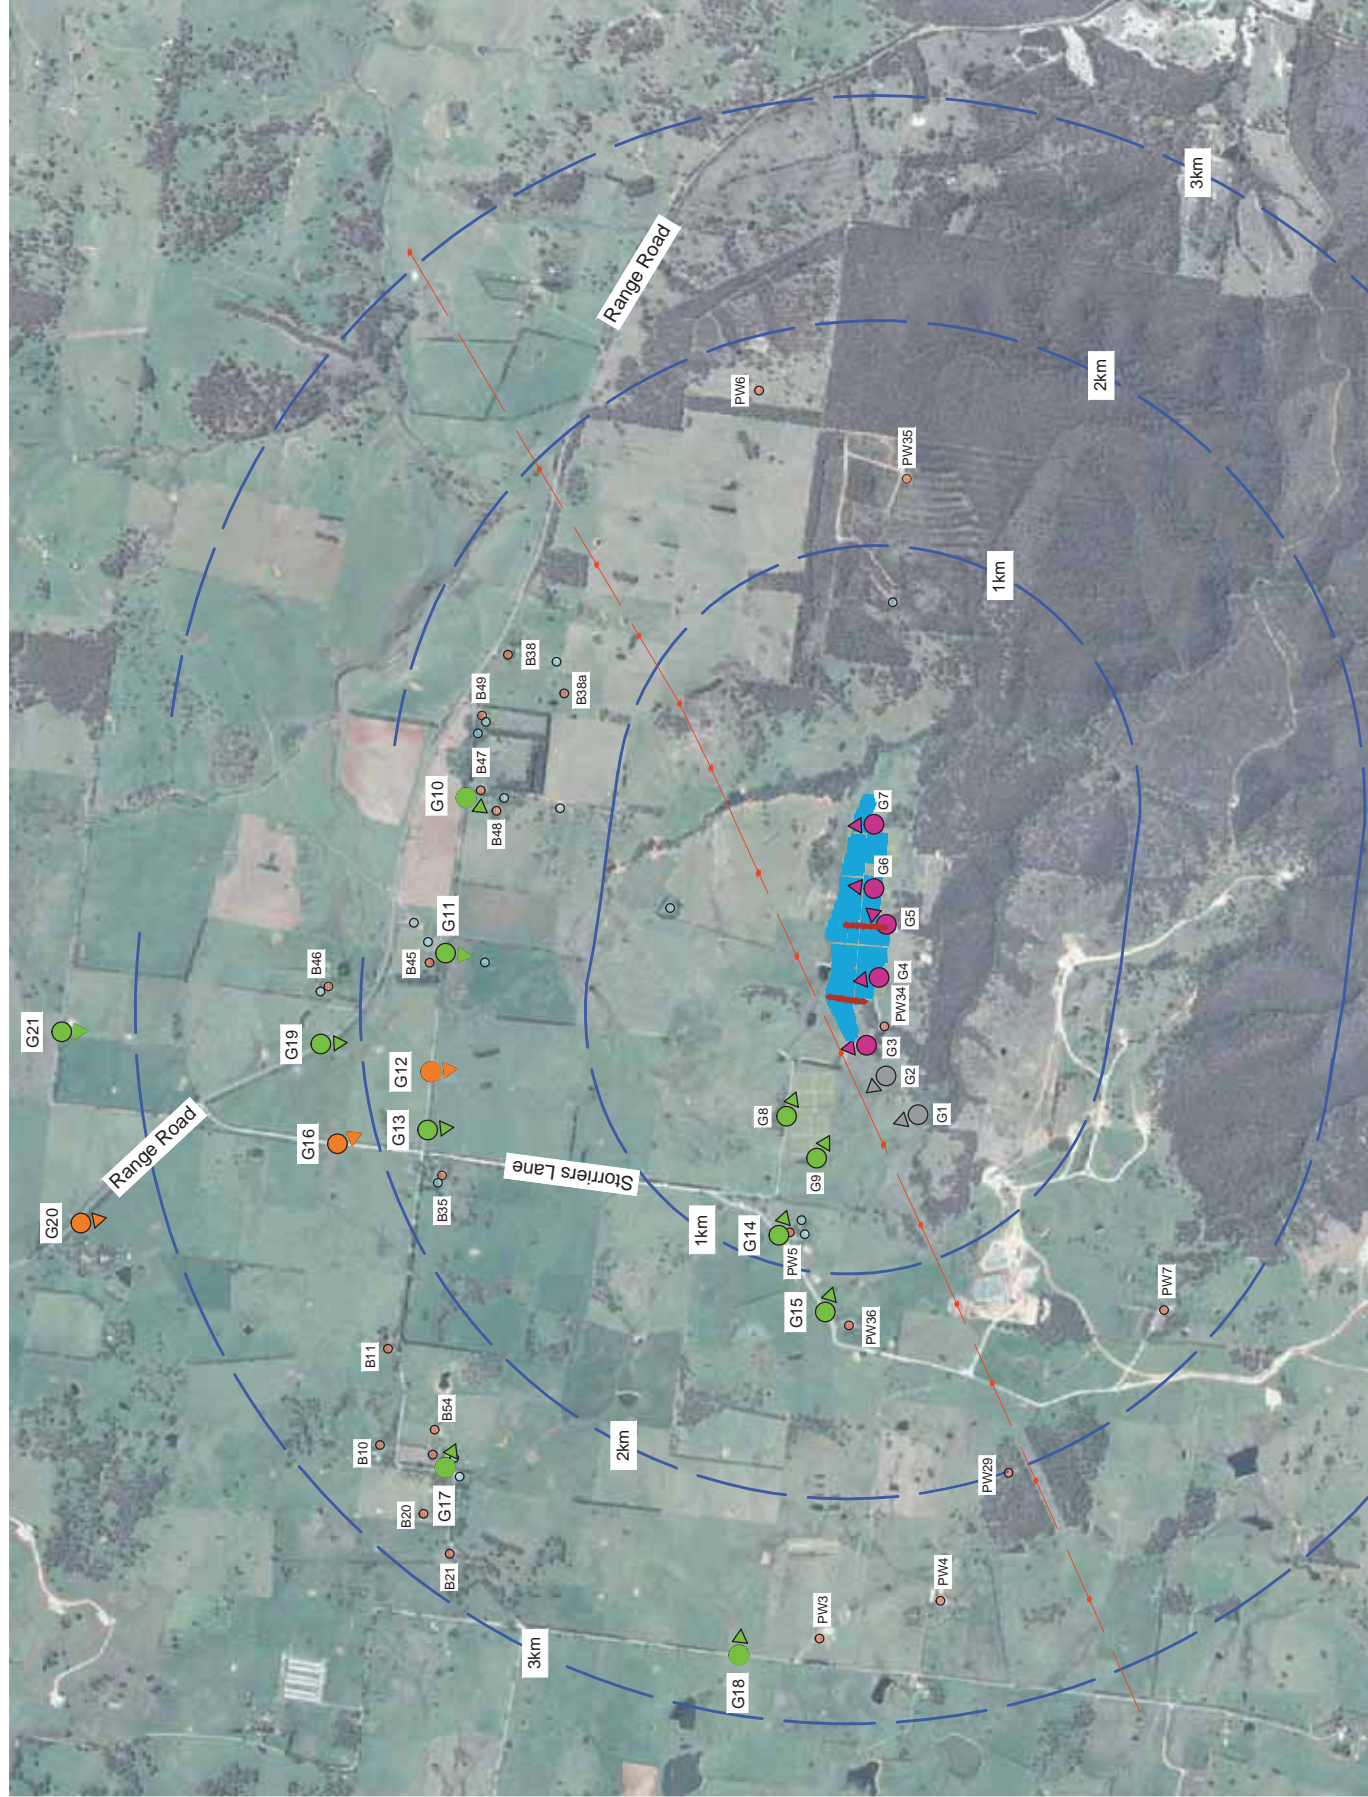 G21
G20
Range Road
G16
G19
B46
G12
G13
B35
G11
B45
G10
B48
B47
B49
B38
B38a
Range Road
3km
2km
1km
PW6
PW35
Storriers Lane
B11
B10
B54
B20
G17
B21
3km
2km
1km
G14
PW5
G15
PW36
G8
G9
G7
G6
G5
G4
PW34
G3
G2
G1
PW7
PW29
PW4
PW3
G18